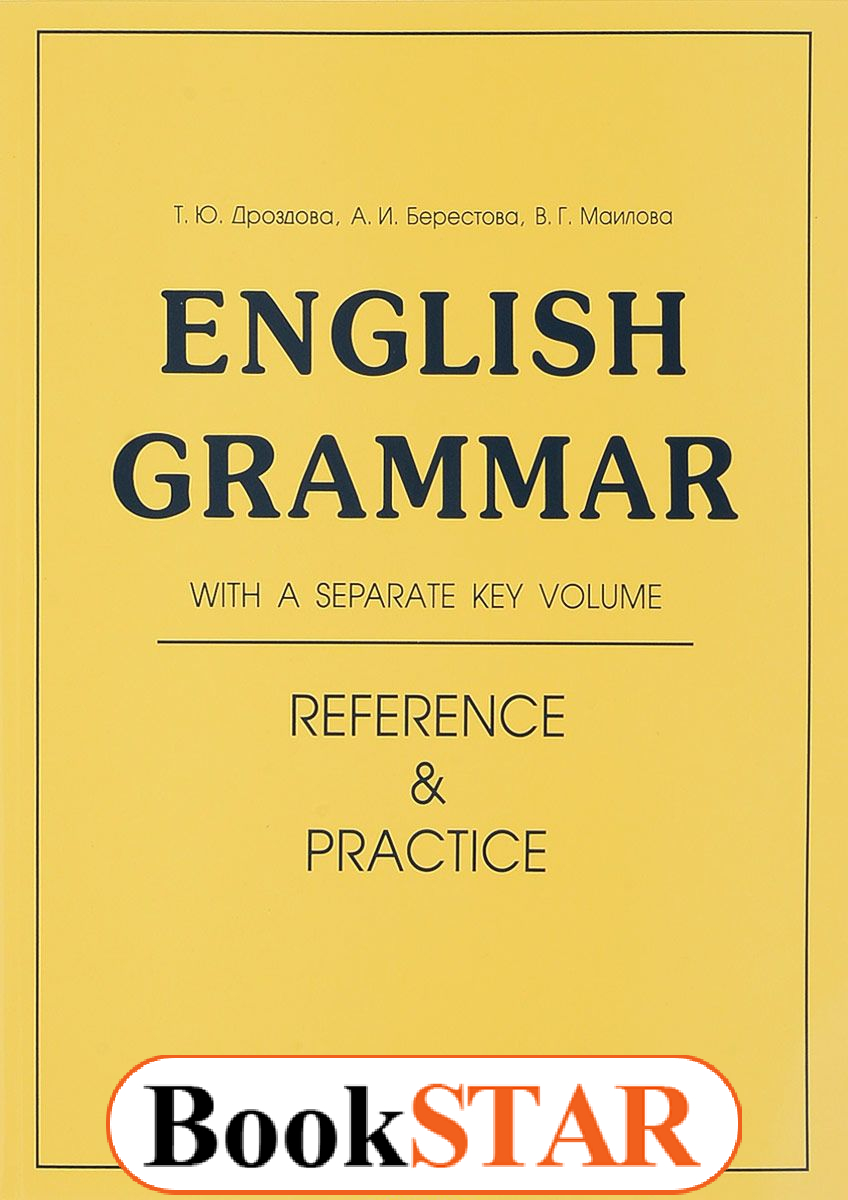 Т. Ю. Дроздова, А. И. Берестова, В. Г. Маилова
ENGLISH
GRAMMAR
WITH A SEPARATE KEY VOLUME
REFERENCE
&
PRACTICE
BookSTAR